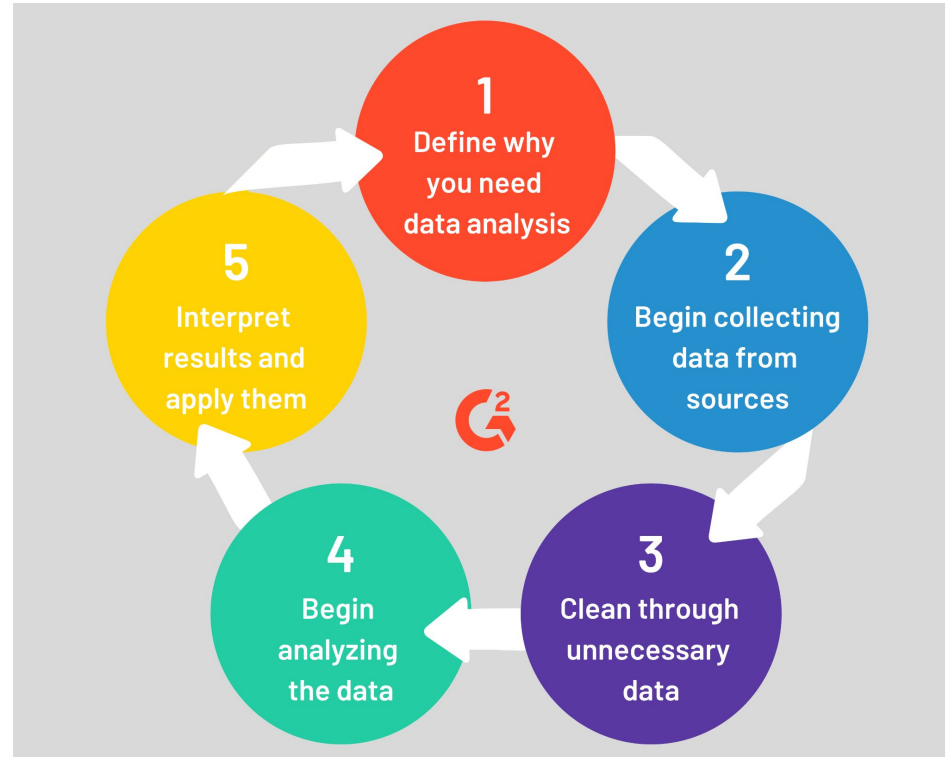 1
Define why
you need
data analysis
2
Begin collecting
data from
sources
3
Clean through
unnecessary
data
4
Begin
analyzing
the data
5
Interpret
results and
apply them
G2